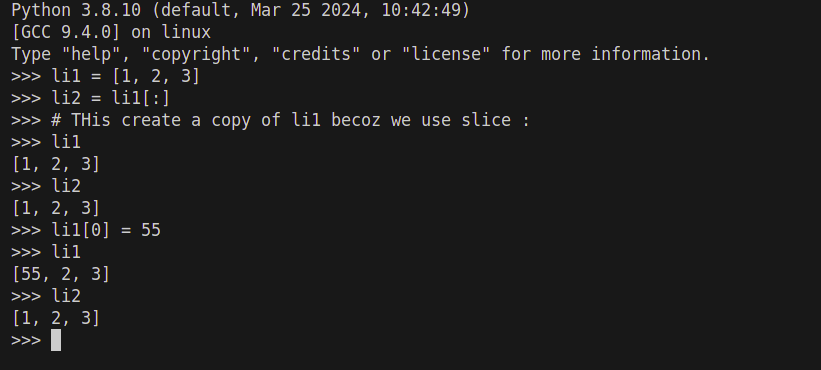 Python 3.8.10 (default, Mar 25 2024, 10:42:49)
[GCC 9.4.0] on linux
Type "help", "copyright", "credits" or "license" for more information.
>>> li1 = [1, 2, 3]
>>> li2 = li1[:]
>>> # THis create a copy of li1 becoz we use slice :
>>> li1
[1, 2, 3]
>>> li2
[1, 2, 3]
>>> li1[0] = 55
>>> li1
[55, 2, 3]
>>> li2
[1, 2, 3]
>>>